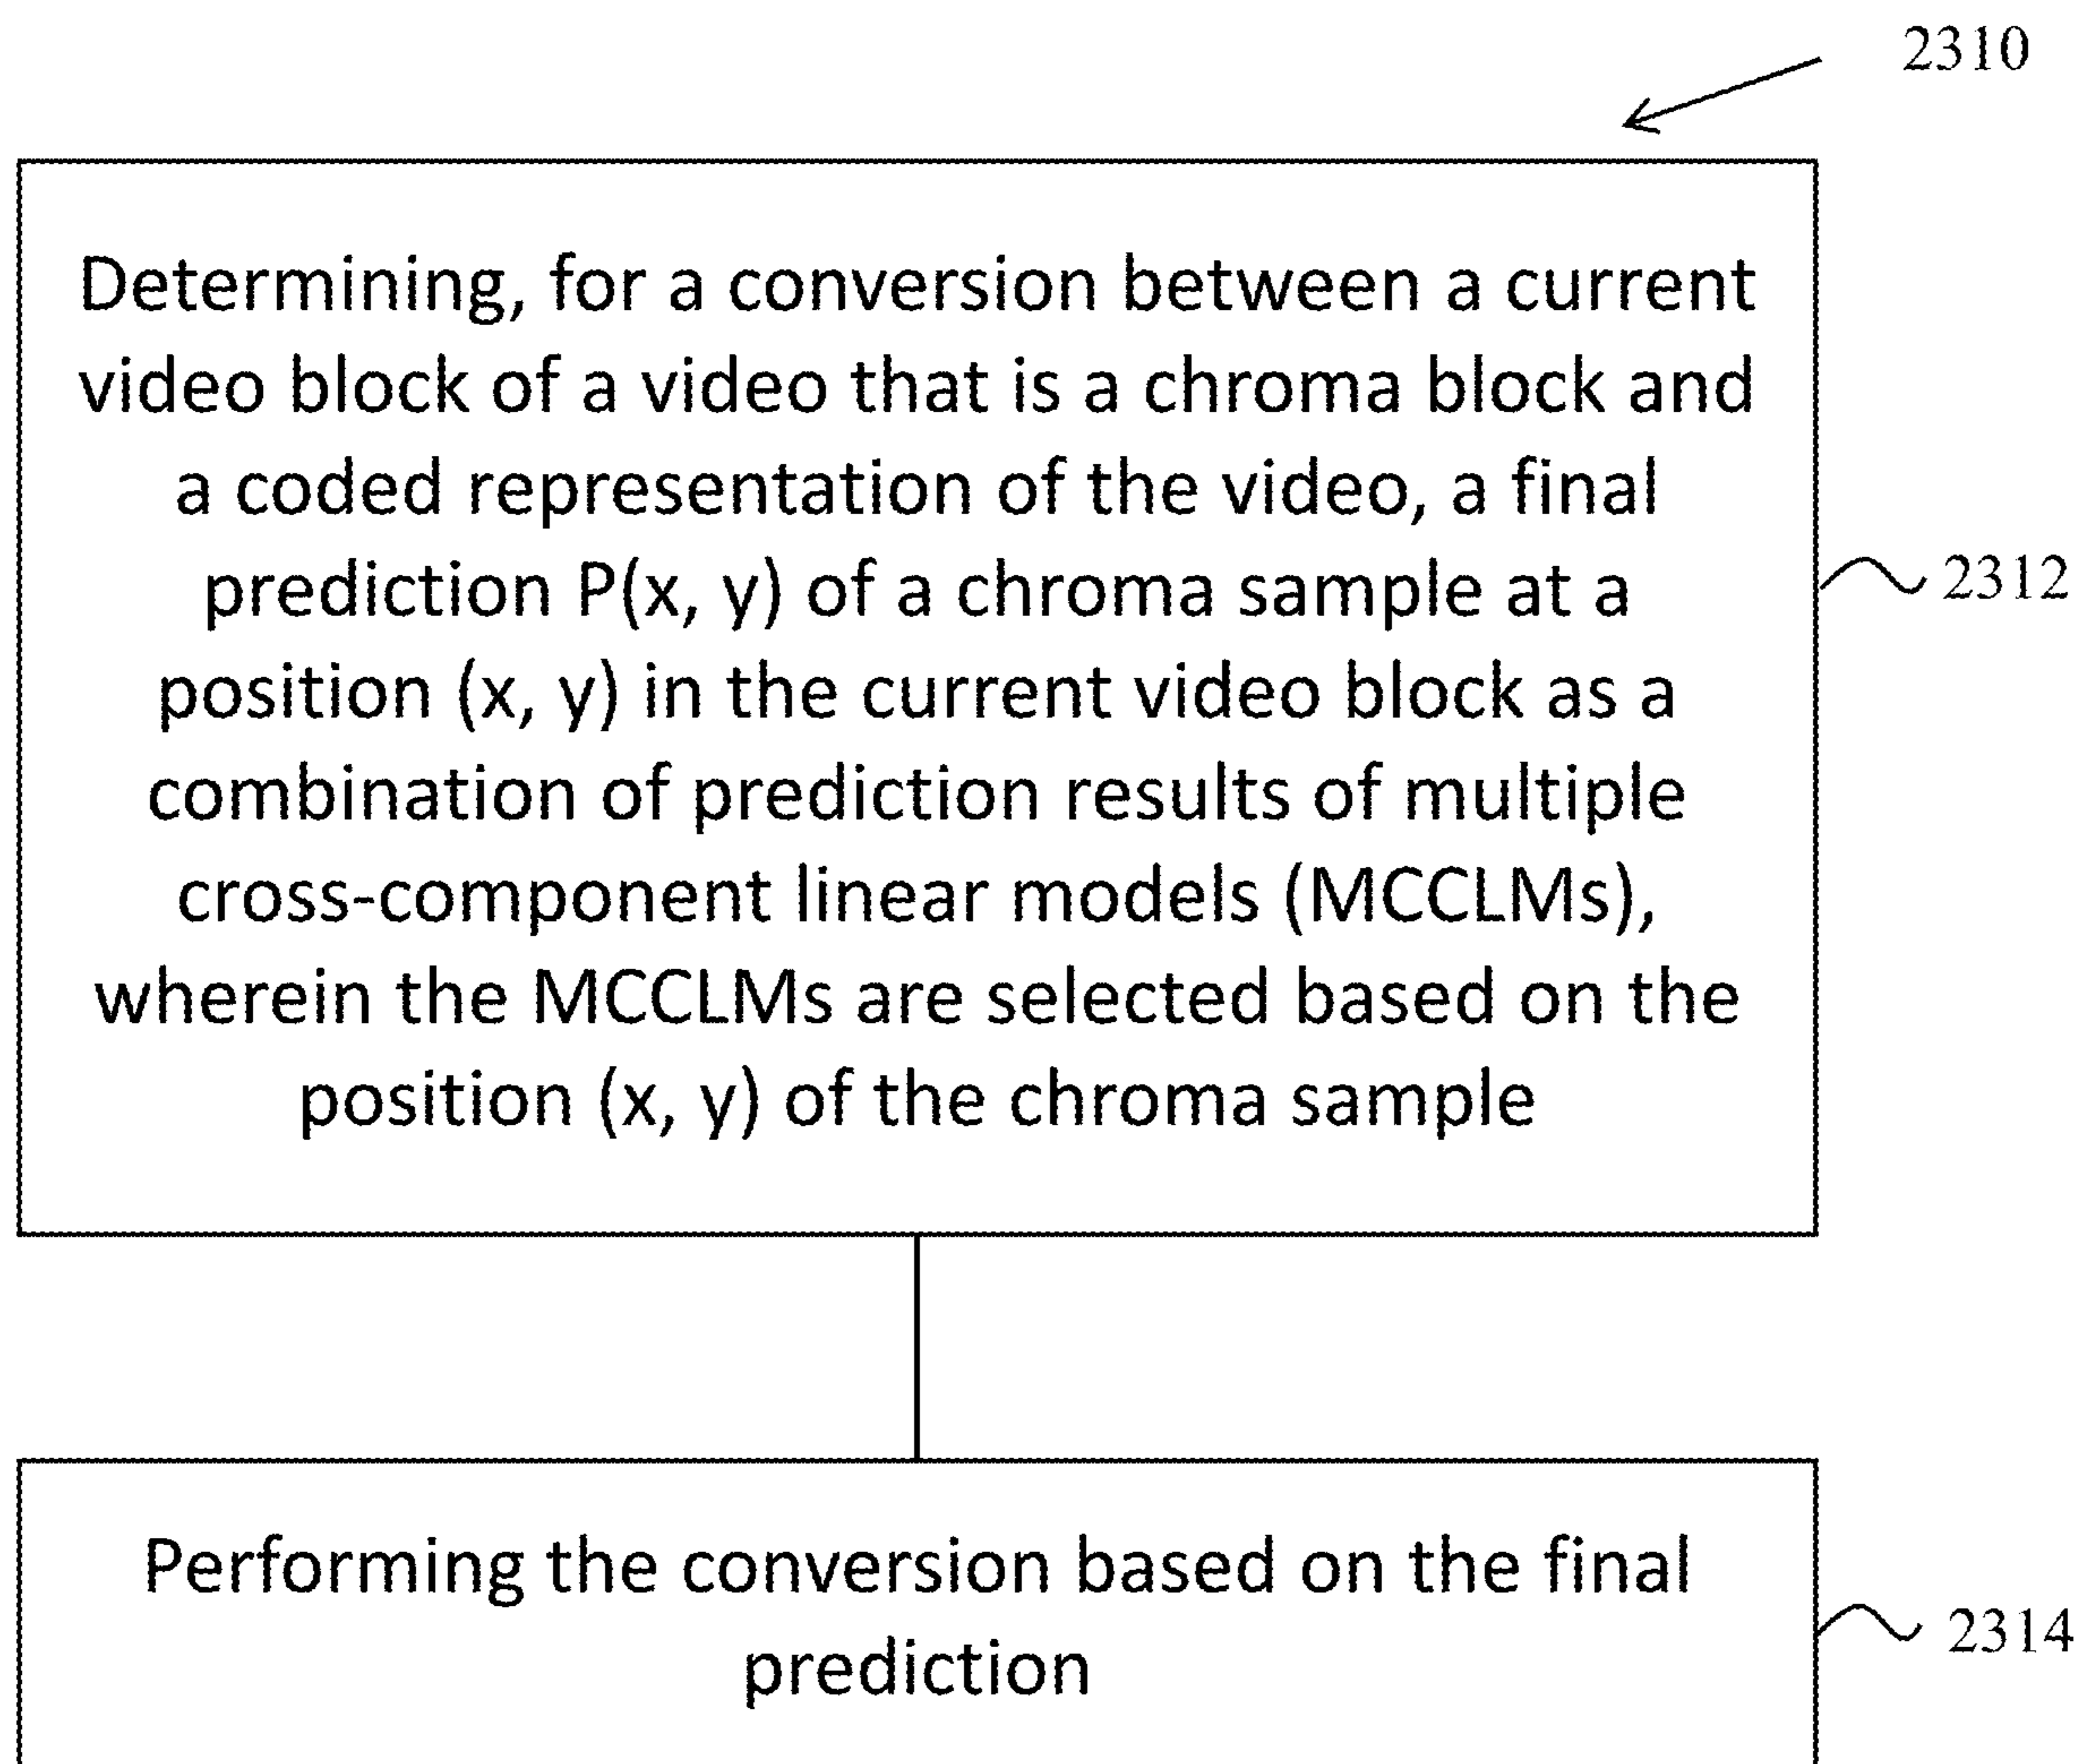 2310
Determining, for a conversion between a current
video block of a video that is a chroma block and
a coded representation of the video, a final
prediction P(x, y) of a chroma sample at a
position (x, y) in the current video block as a
combination of prediction results of multiple
cross-component linear models (MCCLMs),
wherein the MCCLMs are selected based on the
position (x, y) of the chroma sample
2312
Performing the conversion based on the final
prediction
2314